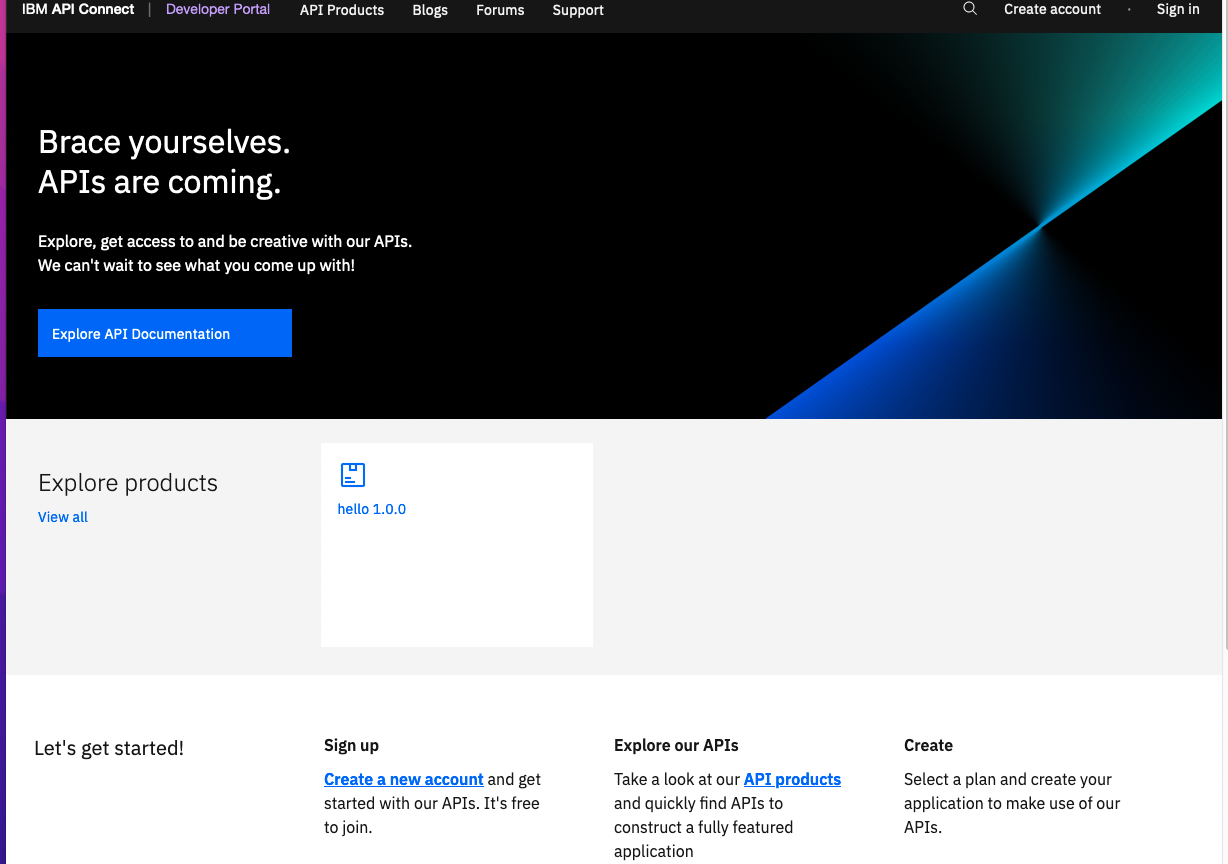 IBM API Connect | Developer Portal API Products Blogs Forums Support Create account · Sign in
Brace yourselves.
APIs are coming.
Explore, get access to and be creative with our APIs.
We can't wait to see what you come up with!
Explore API Documentation
Explore products
View all
hello 1.0.0
Let's get started!
Sign up
Create a new account and get
started with our APIs. It's free
to join.
Explore our APIs
Take a look at our API products
and quickly find APIs to
construct a fully featured
application
Create
Select a plan and create your
application to make use of our
APIs.